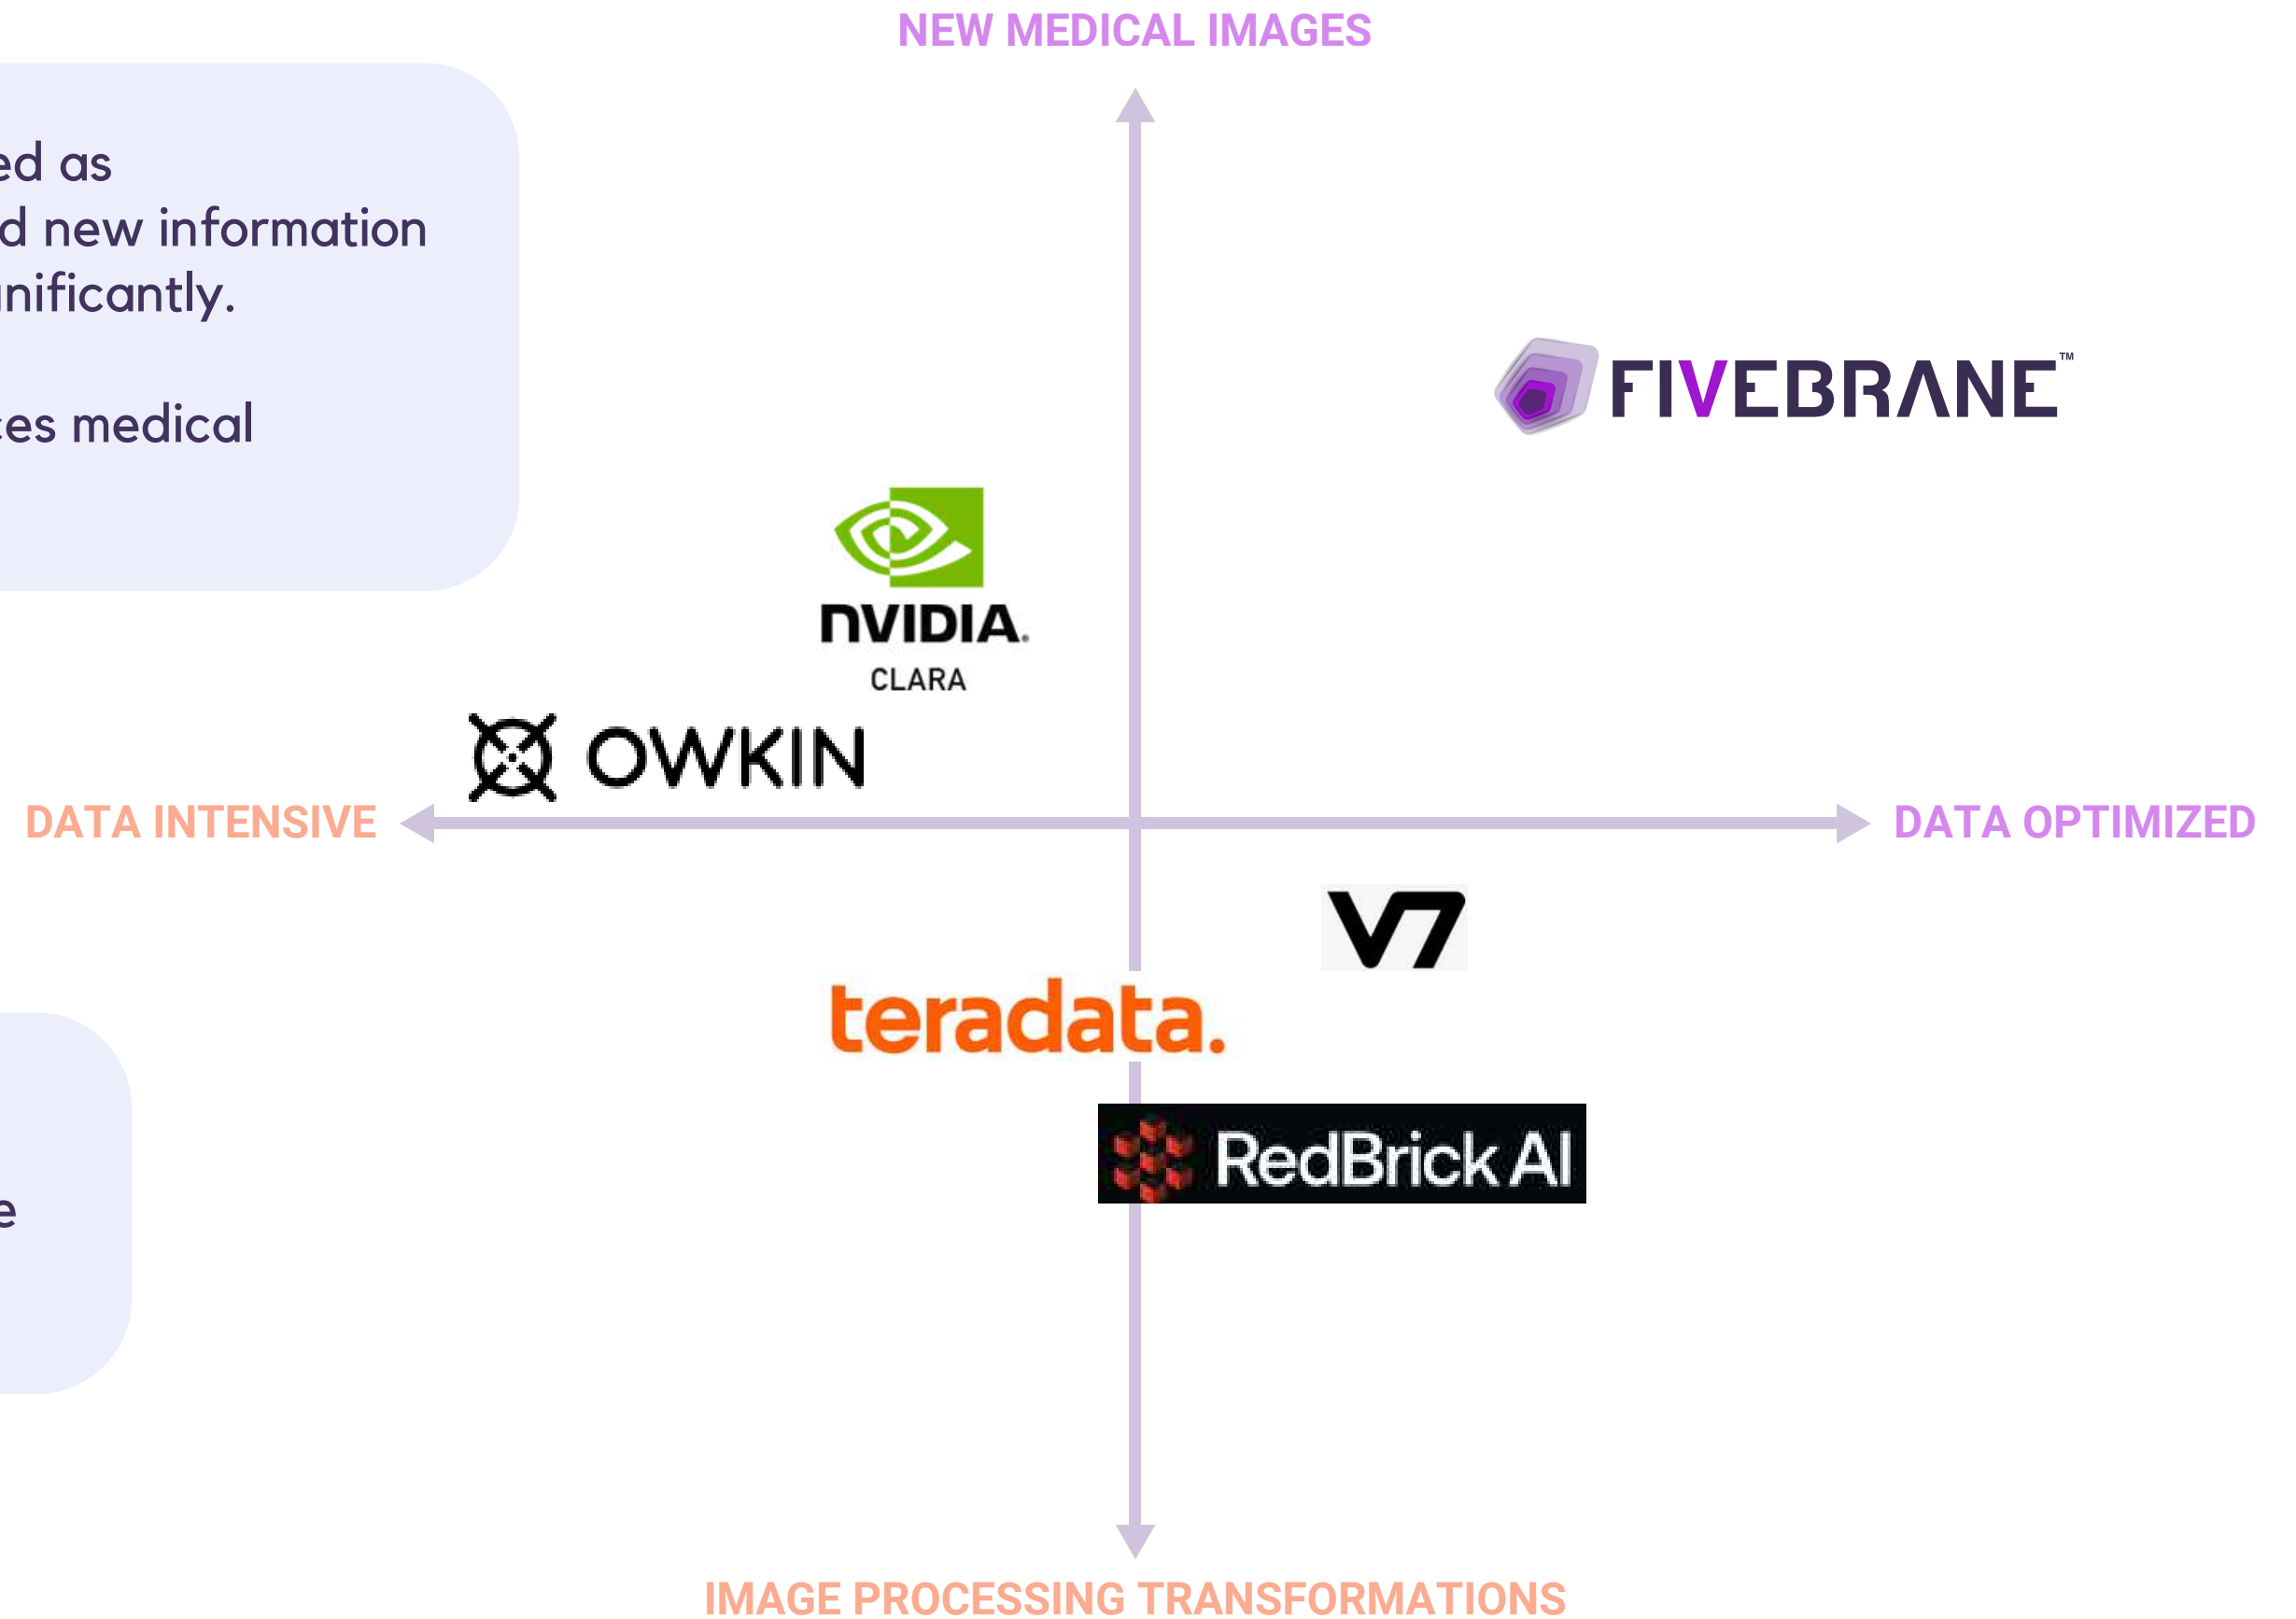 NEW MEDICAL IMAGES
ed as
d new information
nificantly.
ces medical
FIVEBRANE™
NVIDIA®
CLARA
OWKIN
DATA INTENSIVE
DATA OPTIMIZED
V7
teradata.
RedBrick AI
e
IMAGE PROCESSING TRANSFORMATIONS